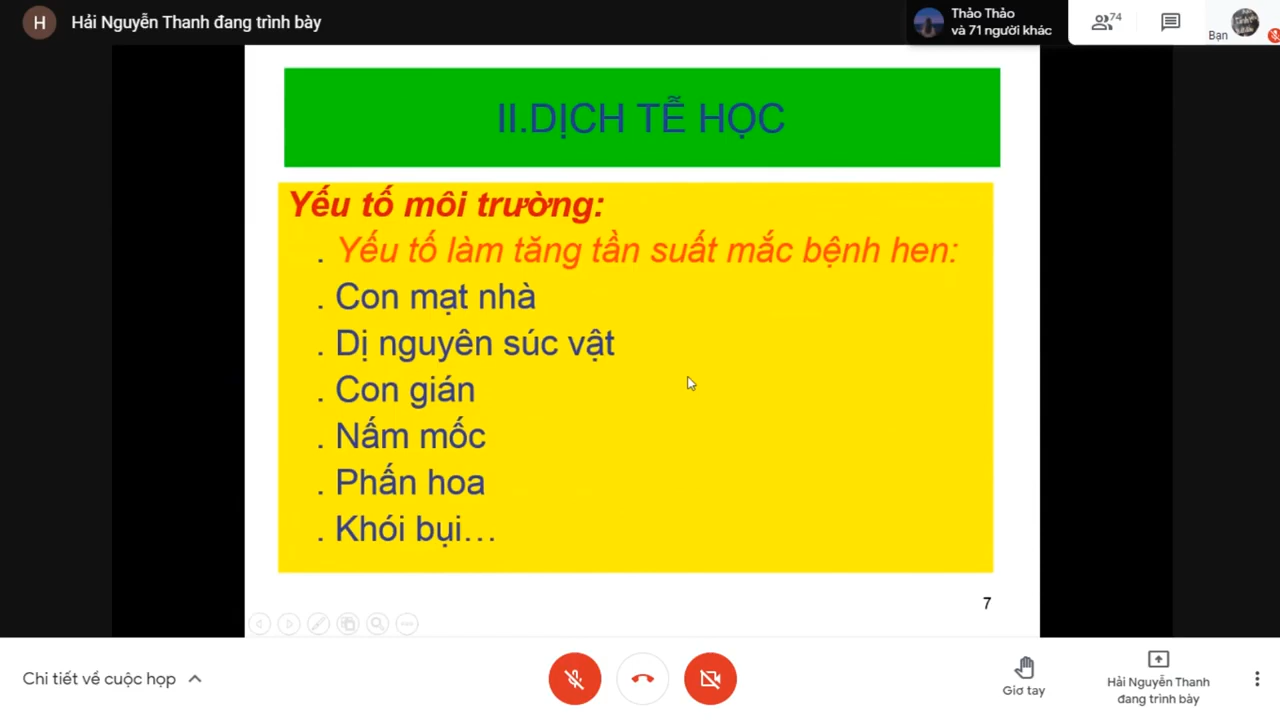 H
Hải Nguyễn Thanh đang trình bày
Thảo Thảo
và 71 người khác
74
Bạn
II.DỊCH TỄ HỌC
Yếu tố môi trường:
. Yếu tố làm tăng tần suất mắc bệnh hen:
. Con mạt nhà
. Dị nguyên súc vật
. Con gián
. Nấm mốc
. Phấn hoa
. Khói bụi...
7
Chi tiết về cuộc họp
Giơ tay
Hải Nguyễn Thanh
đang trình bày